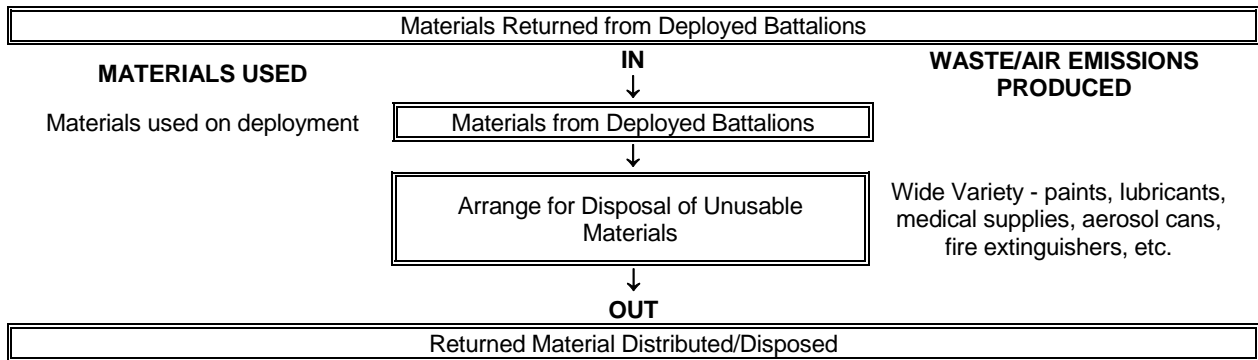 Materials Returned from Deployed Battalions
MATERIALS USED
IN
↓
WASTE/AIR EMISSIONS
PRODUCED
Materials used on deployment
Materials from Deployed Battalions
↓
Arrange for Disposal of Unusable
Materials
Wide Variety - paints, lubricants,
medical supplies, aerosol cans,
fire extinguishers, etc.
↓
OUT
Returned Material Distributed/Disposed